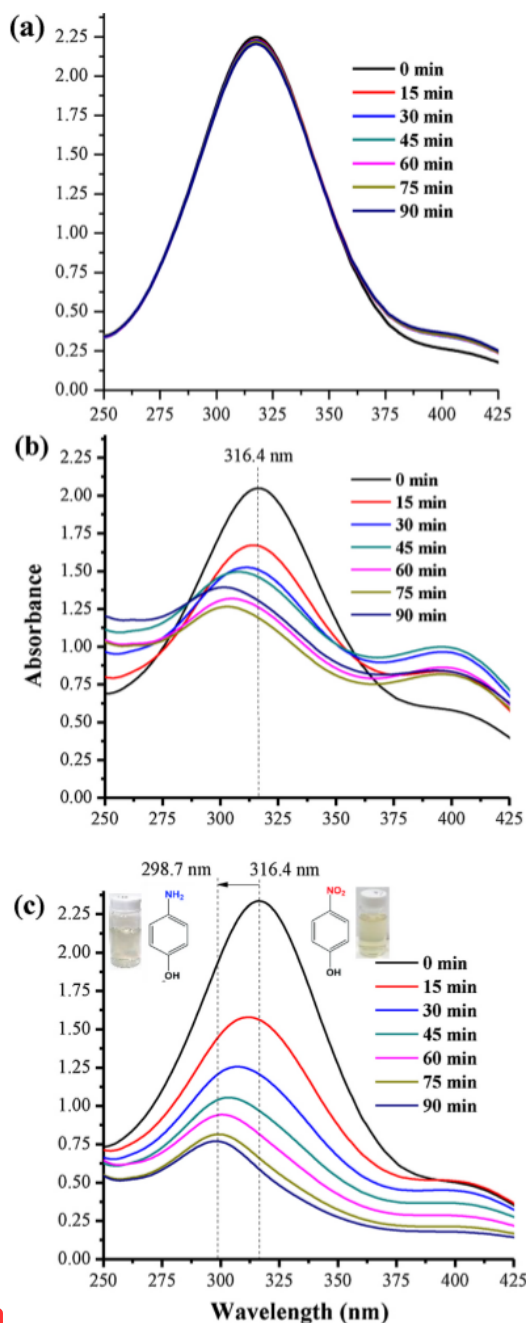 (a)
2.25
2.00
1.75
1.50
1.25
1.00
0.75
0.50
0.25
0.00
0 min
15 min
30 min
45 min
60 min
75 min
90 min
250 275 300 325 350 375 400 425
(b)
316.4 nm
2.25
2.00
1.75
1.50
1.25
1.00
0.75
0.50
0.25
0.00
0 min
15 min
30 min
45 min
60 min
75 min
90 min
250 275 300 325 350 375 400 425
Absorbance
298.7 nm 316.4 nm
(c)
NH₂
OH
NO₂
OH
2.25
2.00
1.75
1.50
1.25
1.00
0.75
0.50
0.25
0.00
0 min
15 min
30 min
45 min
60 min
75 min
90 min
250 275 300 325 350 375 400 425
Wavelength (nm)